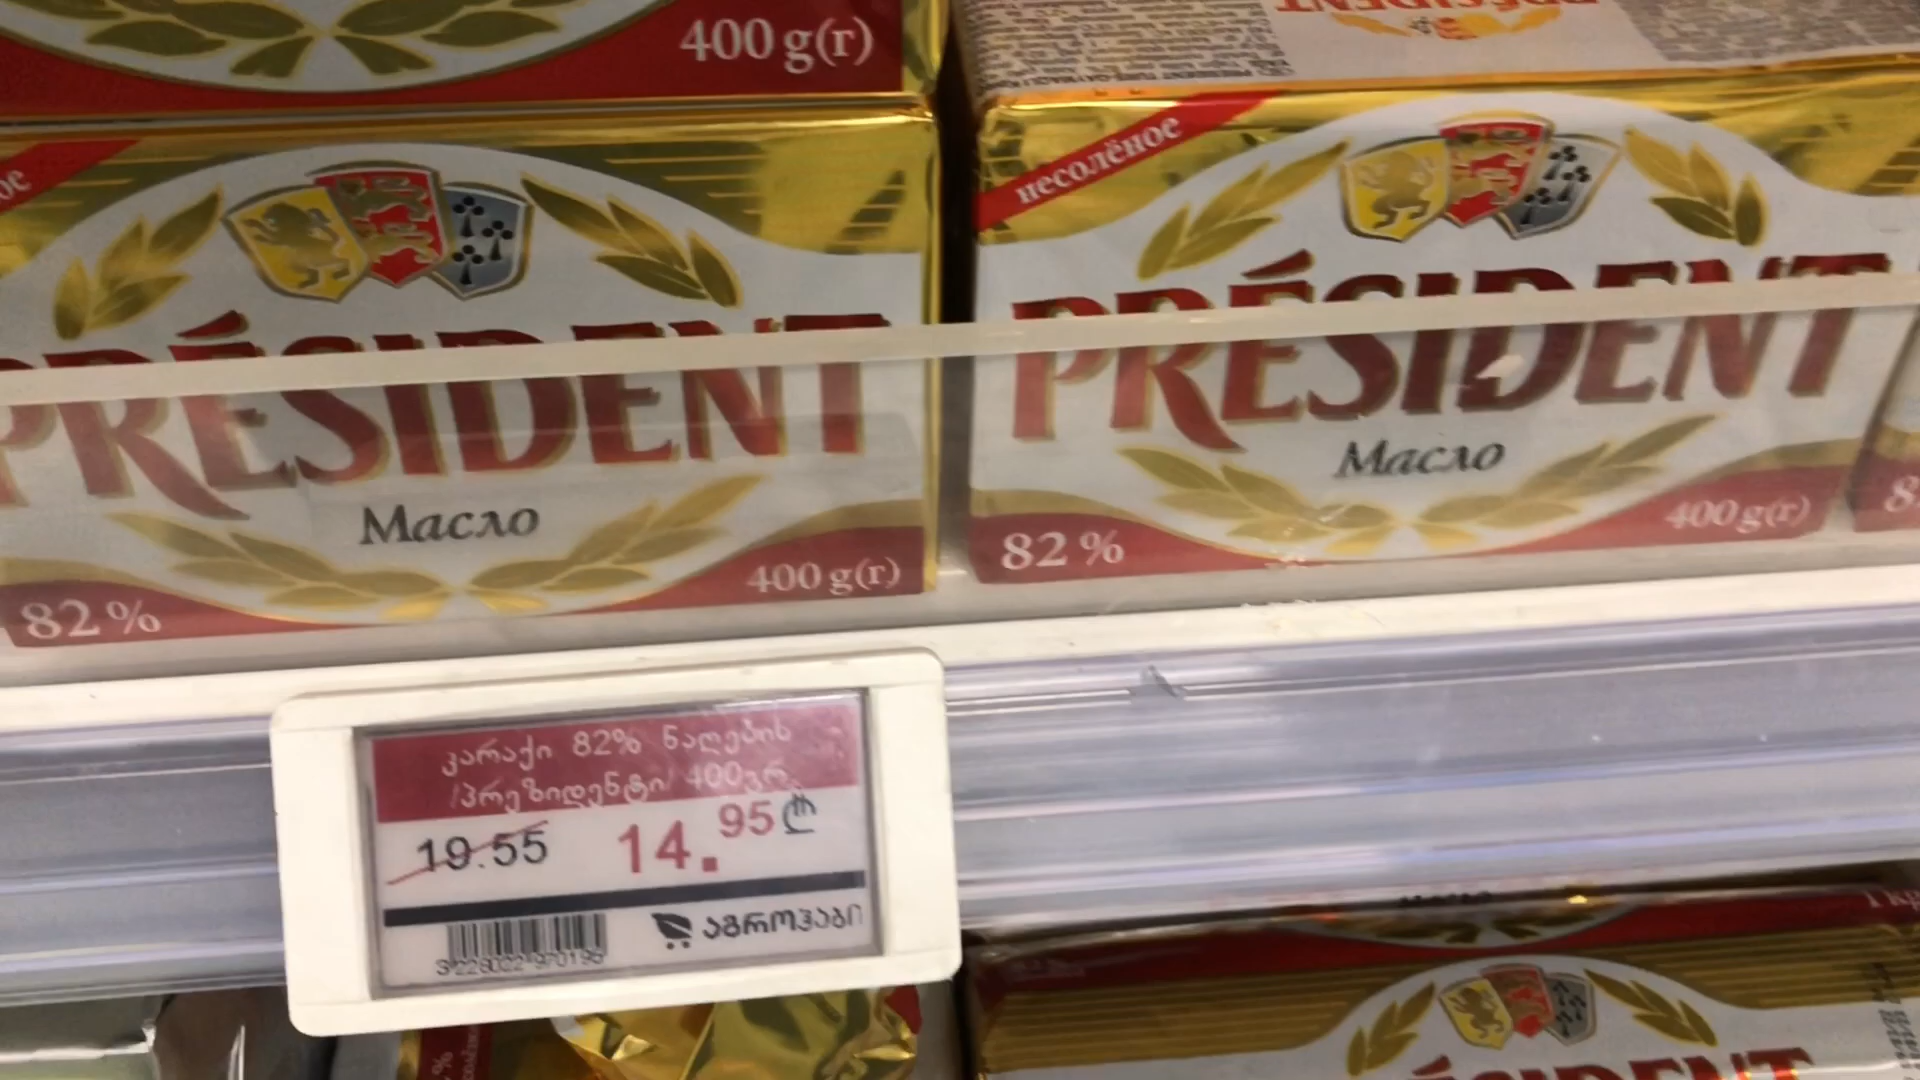 400 g(г)
несолёное
PRÉSIDENT
Масло
82 %
400 g(г)
PRÉSIDENT
Масло
82 %
400 g(г)
PRÉSIDENT
კარაქი 82% ნაღების
/პრეზიდენტი/ 400გრ.
19.55 14.95 ₾
აგროჰაბი